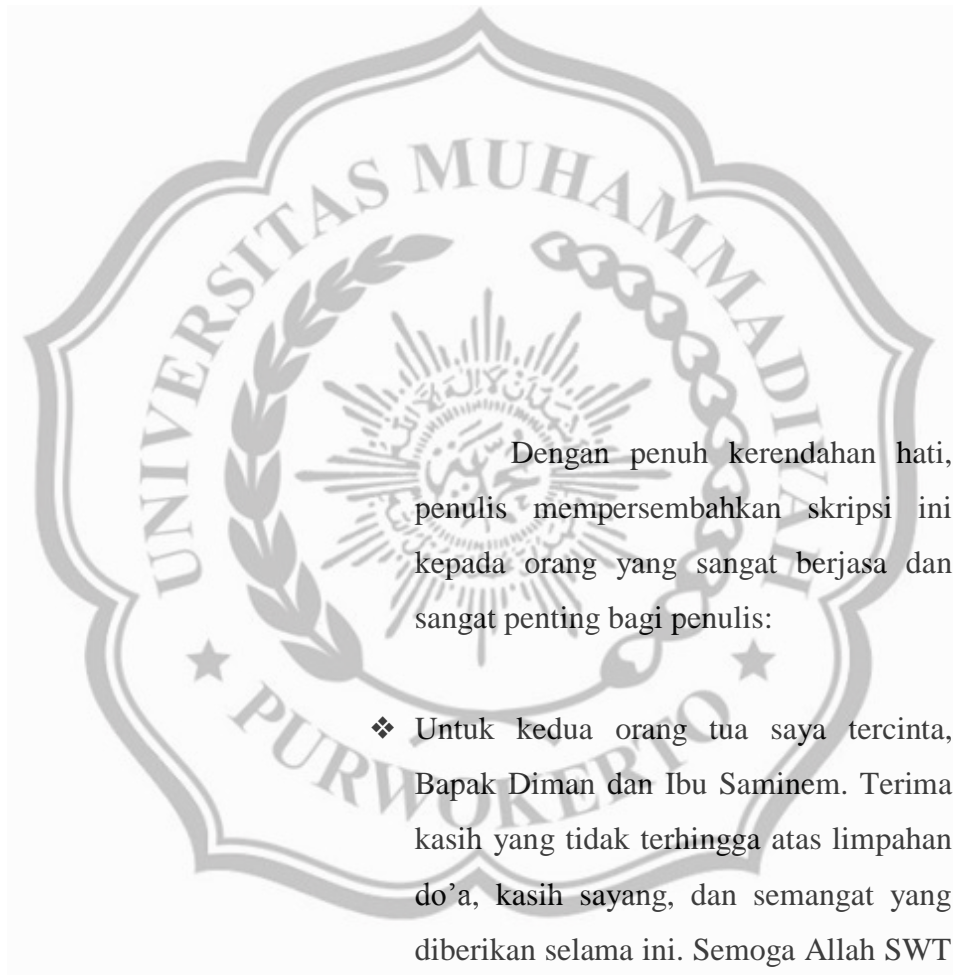 UNIVERSITAS MUHAMMADIYAH
PURWOKERTO
Dengan penuh kerendahan hati,
penulis mempersembahkan skripsi ini
kepada orang yang sangat berjasa dan
sangat penting bagi penulis:
❖ Untuk kedua orang tua saya tercinta,
Bapak Diman dan Ibu Saminem. Terima
kasih yang tidak terhingga atas limpahan
do’a, kasih sayang, dan semangat yang
diberikan selama ini. Semoga Allah SWT